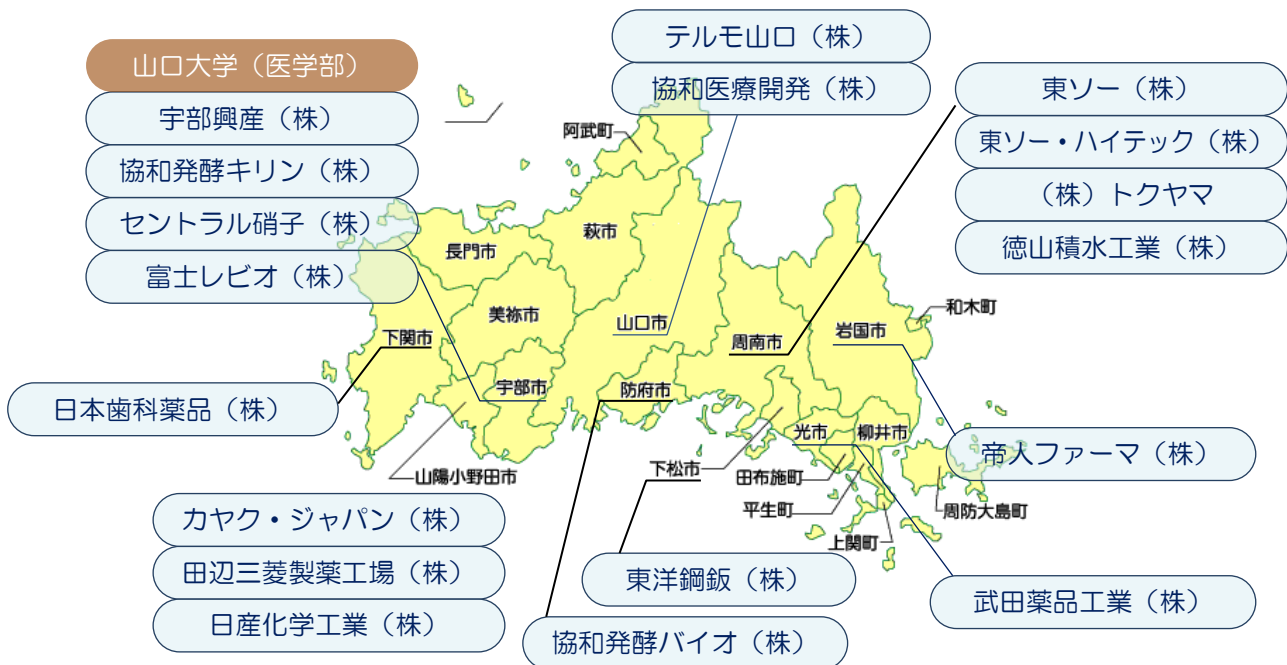 山口大学（医学部）
宇部興産（株）
協和発酵キリン（株）
セントラル硝子（株）
富士レビオ（株）
テルモ山口（株）
協和医療開発（株）
東ソー（株）
東ソー・ハイテック（株）
（株）トクヤマ
徳山積水工業（株）
阿武町
萩市
長門市
美祢市
山口市
下関市
宇部市
防府市
周南市
岩国市
和木町
日本歯科薬品（株）
山陽小野田市
下松市
光市
柳井市
田布施町
平生町
上関町
周防大島町
帝人ファーマ（株）
カヤク・ジャパン（株）
田辺三菱製薬工場（株）
日産化学工業（株）
東洋鋼鈑（株）
協和発酵バイオ（株）
武田薬品工業（株）